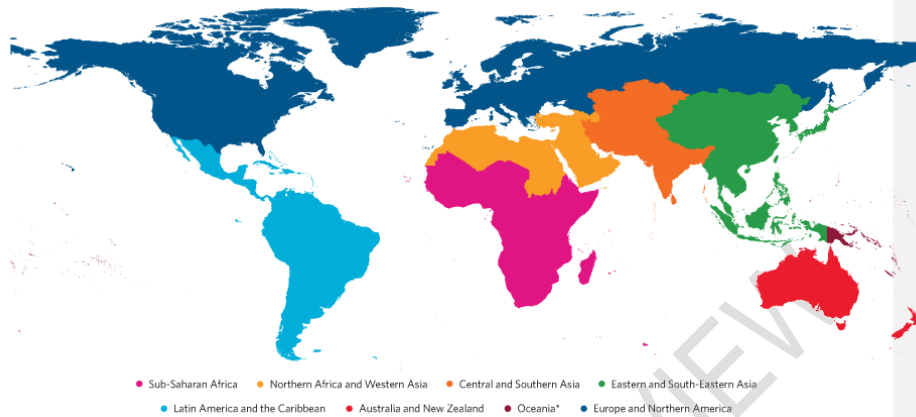 Sub-Saharan Africa Northern Africa and Western Asia Central and Southern Asia Eastern and South-Eastern Asia
Latin America and the Caribbean Australia and New Zealand Oceania* Europe and Northern America